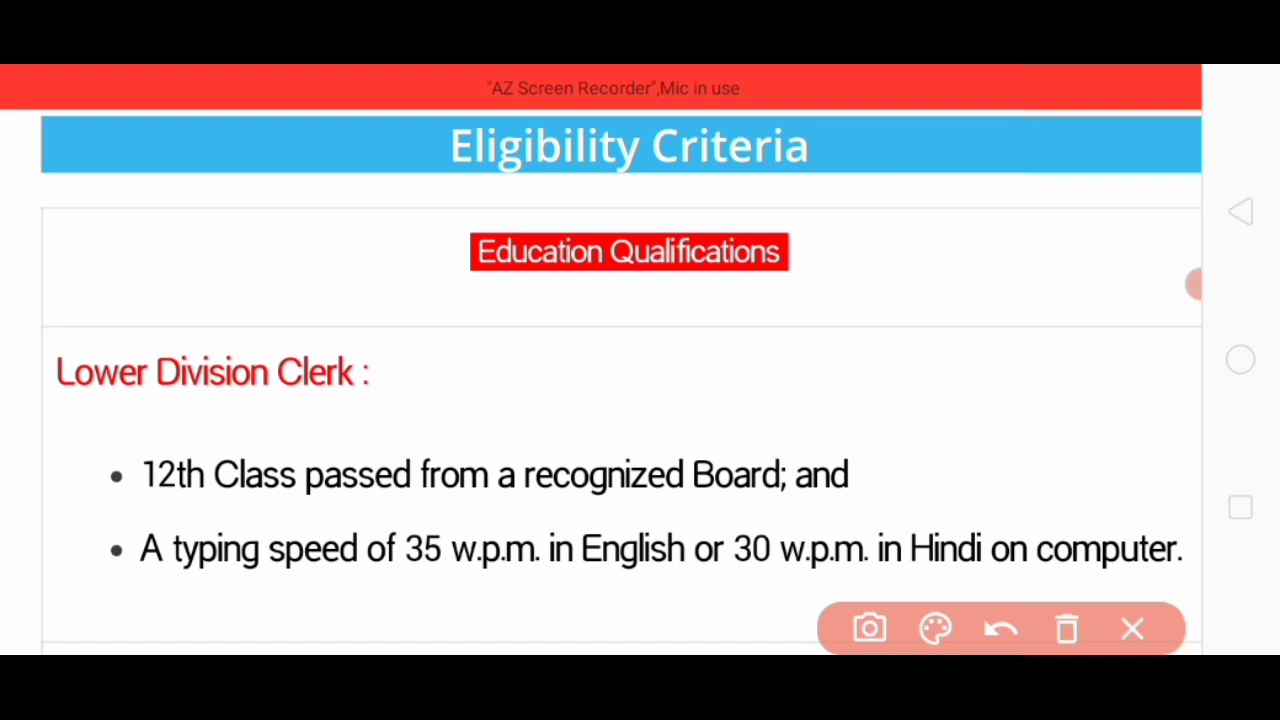 "AZ Screen Recorder",Mic in use
Eligibility Criteria
Education Qualifications
Lower Division Clerk :
• 12th Class passed from a recognized Board; and
• A typing speed of 35 w.p.m. in English or 30 w.p.m. in Hindi on computer.